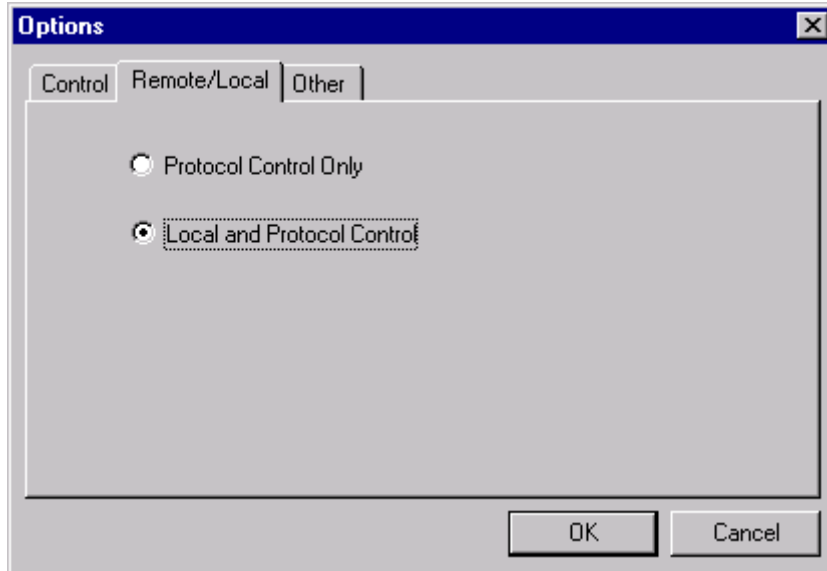 Options
Control Remote/Local Other
Protocol Control Only
Local and Protocol Control
OK Cancel